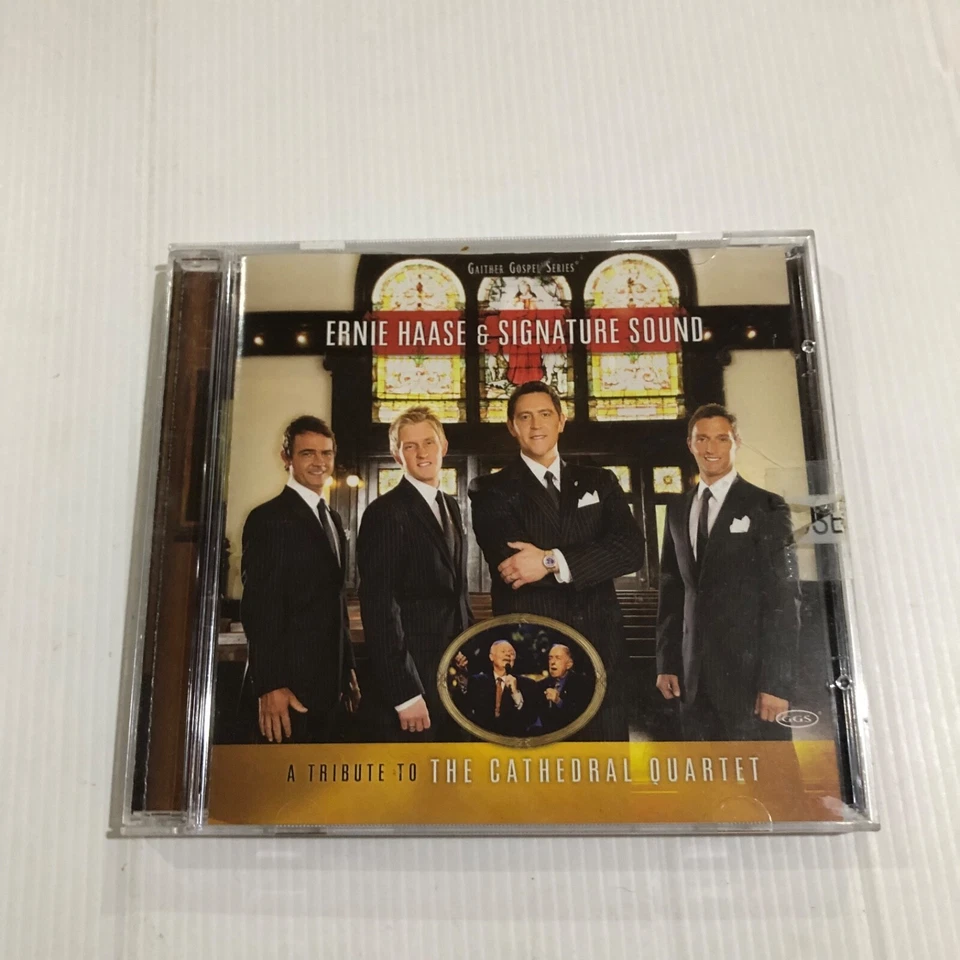 GAITHER GOSPEL SERIES
ERNIE HAASE & SIGNATURE SOUND
GGS
A TRIBUTE TO THE CATHEDRAL QUARTET